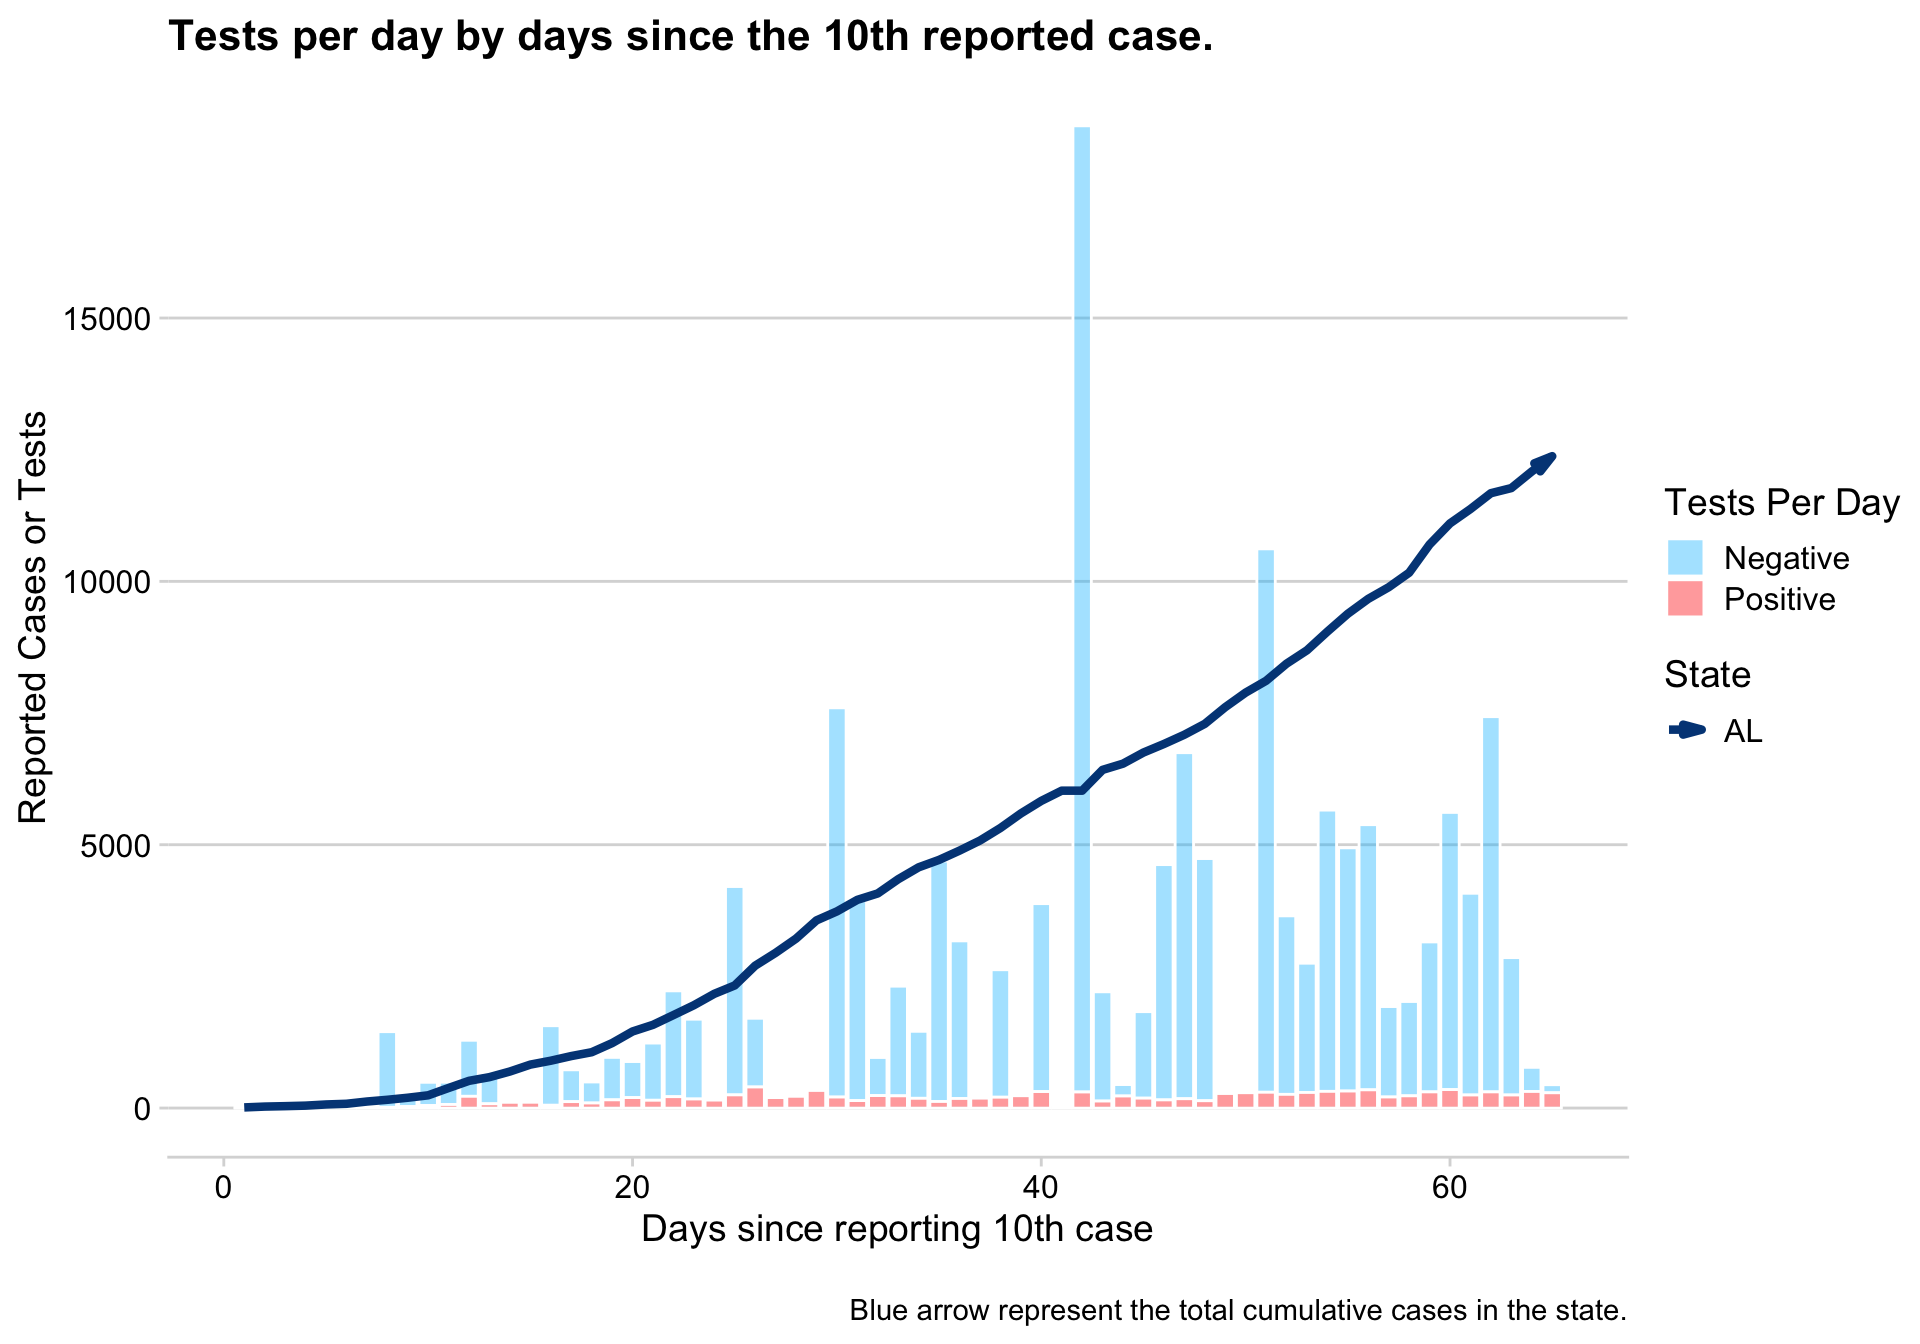 Tests per day by days since the 10th reported case.
Reported Cases or Tests
15000
10000
5000
0
0
20
40
60
Days since reporting 10th case
Tests Per Day
Negative
Positive
State
AL
Blue arrow represent the total cumulative cases in the state.